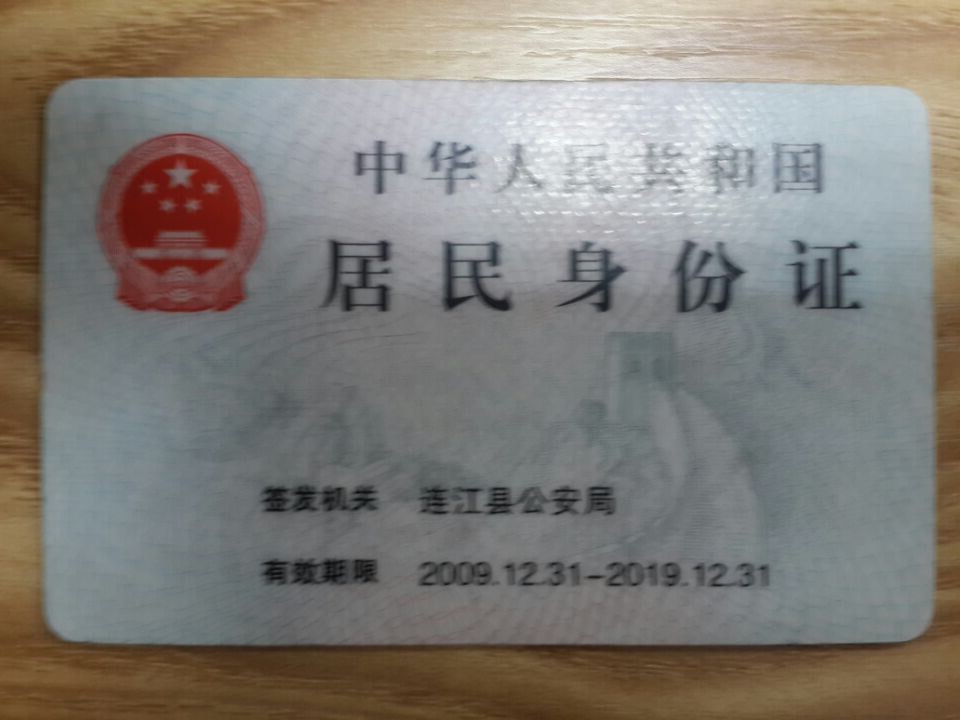 中华人民共和国
居民身份证
签发机关 连江县公安局
有效期限 2009.12.31-2019.12.31